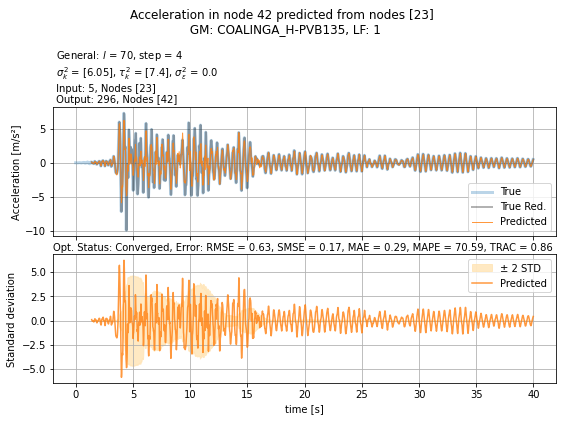 Acceleration in node 42 predicted from nodes [23]
GM: COALINGA_H-PVB135, LF: 1
General: l = 70, step = 4
σ_k^2 = [6.05], τ_k^2 = [7.4], σ_ε^2 = 0.0
Input: 5, Nodes [23]
Output: 296, Nodes [42]
Acceleration [m/s²]
5
0
−5
−10
True
True Red.
Predicted
Opt. Status: Converged, Error: RMSE = 0.63, SMSE = 0.17, MAE = 0.29, MAPE = 70.59, TRAC = 0.86
Standard deviation
5.0
2.5
0.0
−2.5
−5.0
± 2 STD
Predicted
0 5 10 15 20 25 30 35 40
time [s]